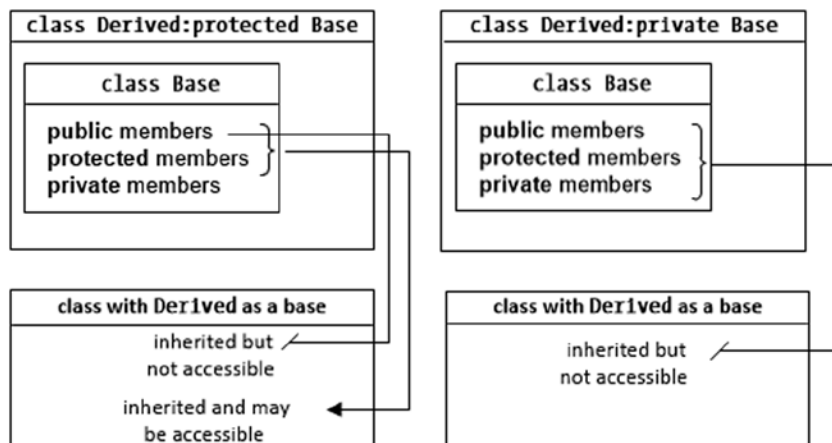 class Derived:protected Base
class Base
public members
protected members
private members
class with Der1ved as a base
inherited but
not accessible
inherited and may
be accessible
class Derived:private Base
class Base
public members
protected members
private members
class with Der1ved as a base
inherited but
not accessible